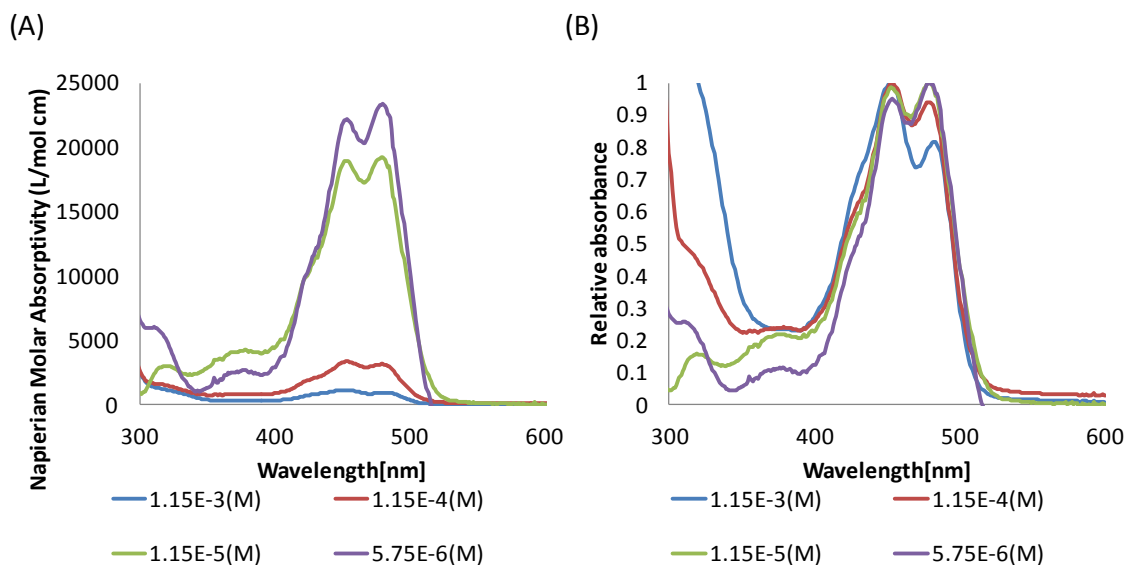 (A)
Napierian Molar Absorptivity (L/mol cm)
25000
20000
15000
10000
5000
0
300 400 500 600
Wavelength[nm]
1.15E-3(M) 1.15E-4(M)
1.15E-5(M) 5.75E-6(M)
(B)
Relative absorbance
1
0.9
0.8
0.7
0.6
0.5
0.4
0.3
0.2
0.1
0
300 400 500 600
Wavelength[nm]
1.15E-3(M) 1.15E-4(M)
1.15E-5(M) 5.75E-6(M)